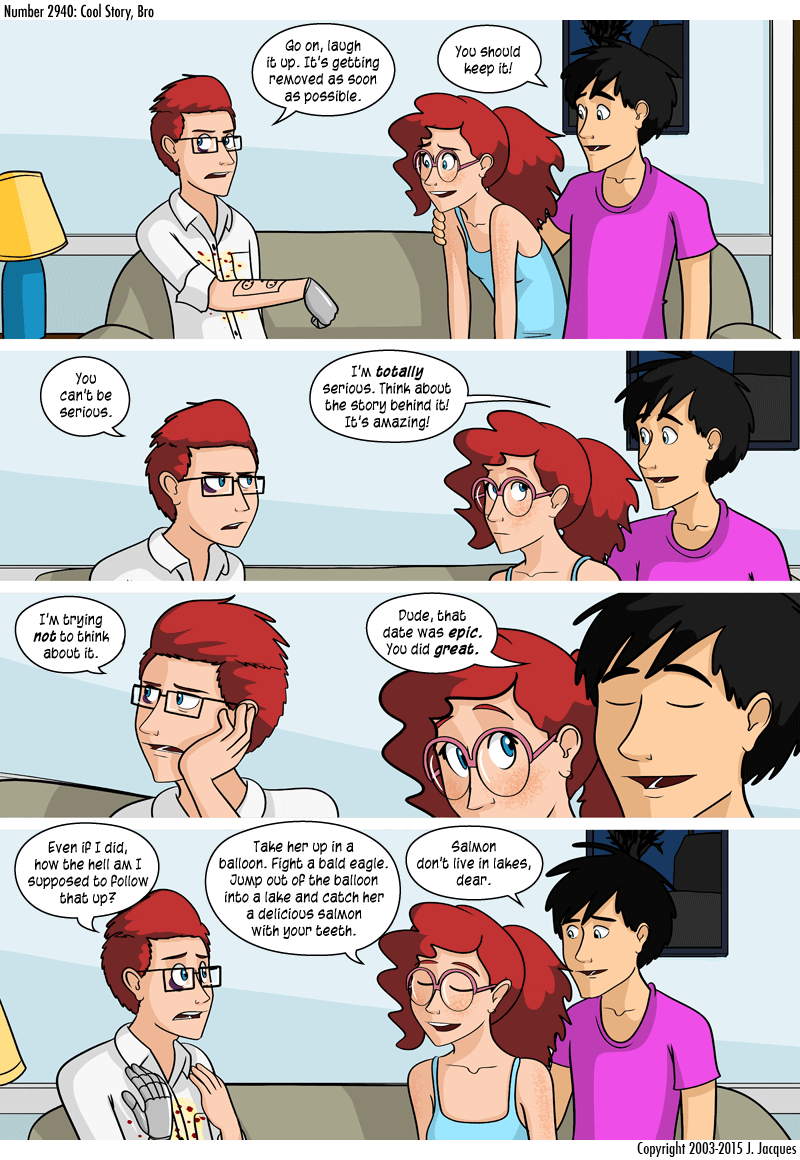 Number 2940: Cool Story, Bro
Go on, laugh
it up. It's getting
removed as soon
as possible.
You should
keep it!
You
can't be
serious.
I'm totally
serious. Think about
the story behind it!
It's amazing!
I'm trying
not to think
about it.
Dude, that
date was epic.
You did great.
Even if I did,
how the hell am I
supposed to follow
that up?
Take her up in a
balloon. Fight a bald eagle.
Jump out of the balloon
into a lake and catch her
a delicious salmon
with your teeth.
Salmon
don't live in lakes,
dear.
Copyright 2003-2015 J. Jacques